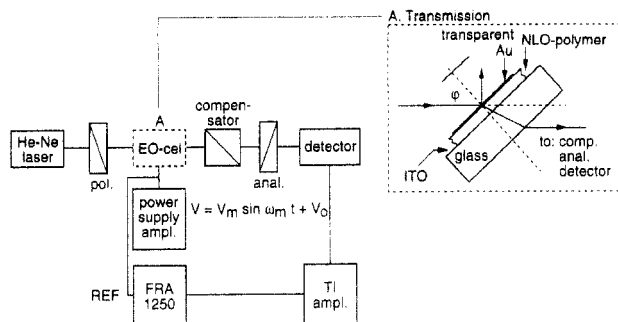 A. Transmission
transparent
Au
NLO-polymer
φ
ITO
glass
to: comp.
anal.
detector
A
compen-
sator
He-Ne
laser
EO-cel
detector
pol.
anal.
power
supply
ampl.
V = Vm sin ωm t + Vo
REF
FRA
1250
TI
ampl.